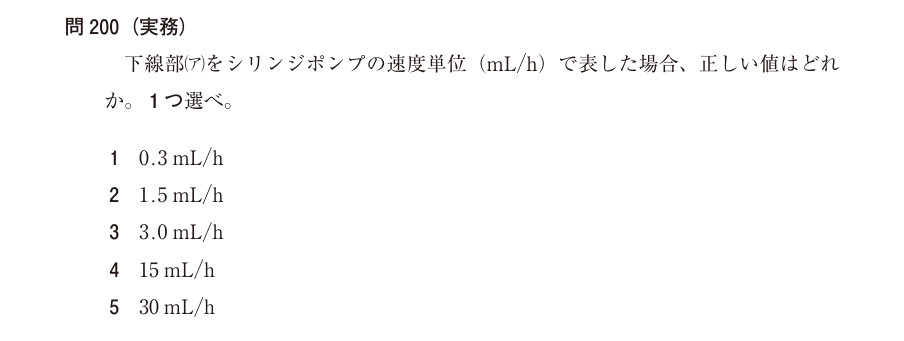 問 200（実務）
下線部㋐をシリンジポンプの速度単位（mL/h）で表した場合、正しい値はどれ
か。1つ選べ。
1 0.3 mL/h
2 1.5 mL/h
3 3.0 mL/h
4 15 mL/h
5 30 mL/h